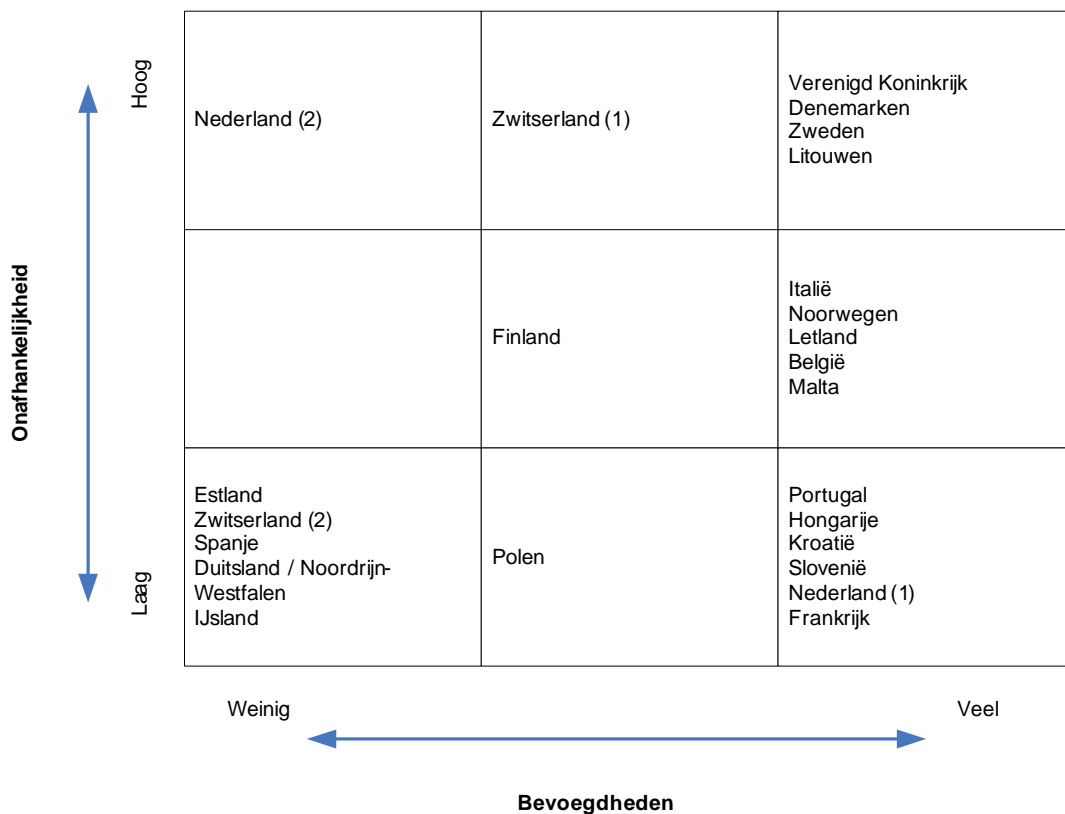 Hoog
Nederland (2)
Zwitserland (1)
Verenigd Koninkrijk
Denemarken
Zweden
Litouwen
Onafhankelijkheid
Finland
Italië
Noorwegen
Letland
België
Malta
Laag
Estland
Zwitserland (2)
Spanje
Duitsland / Noordrijn-
Westfalen
IJsland
Polen
Portugal
Hongarije
Kroatië
Slovenië
Nederland (1)
Frankrijk
Weinig
Veel
Bevoegdheden